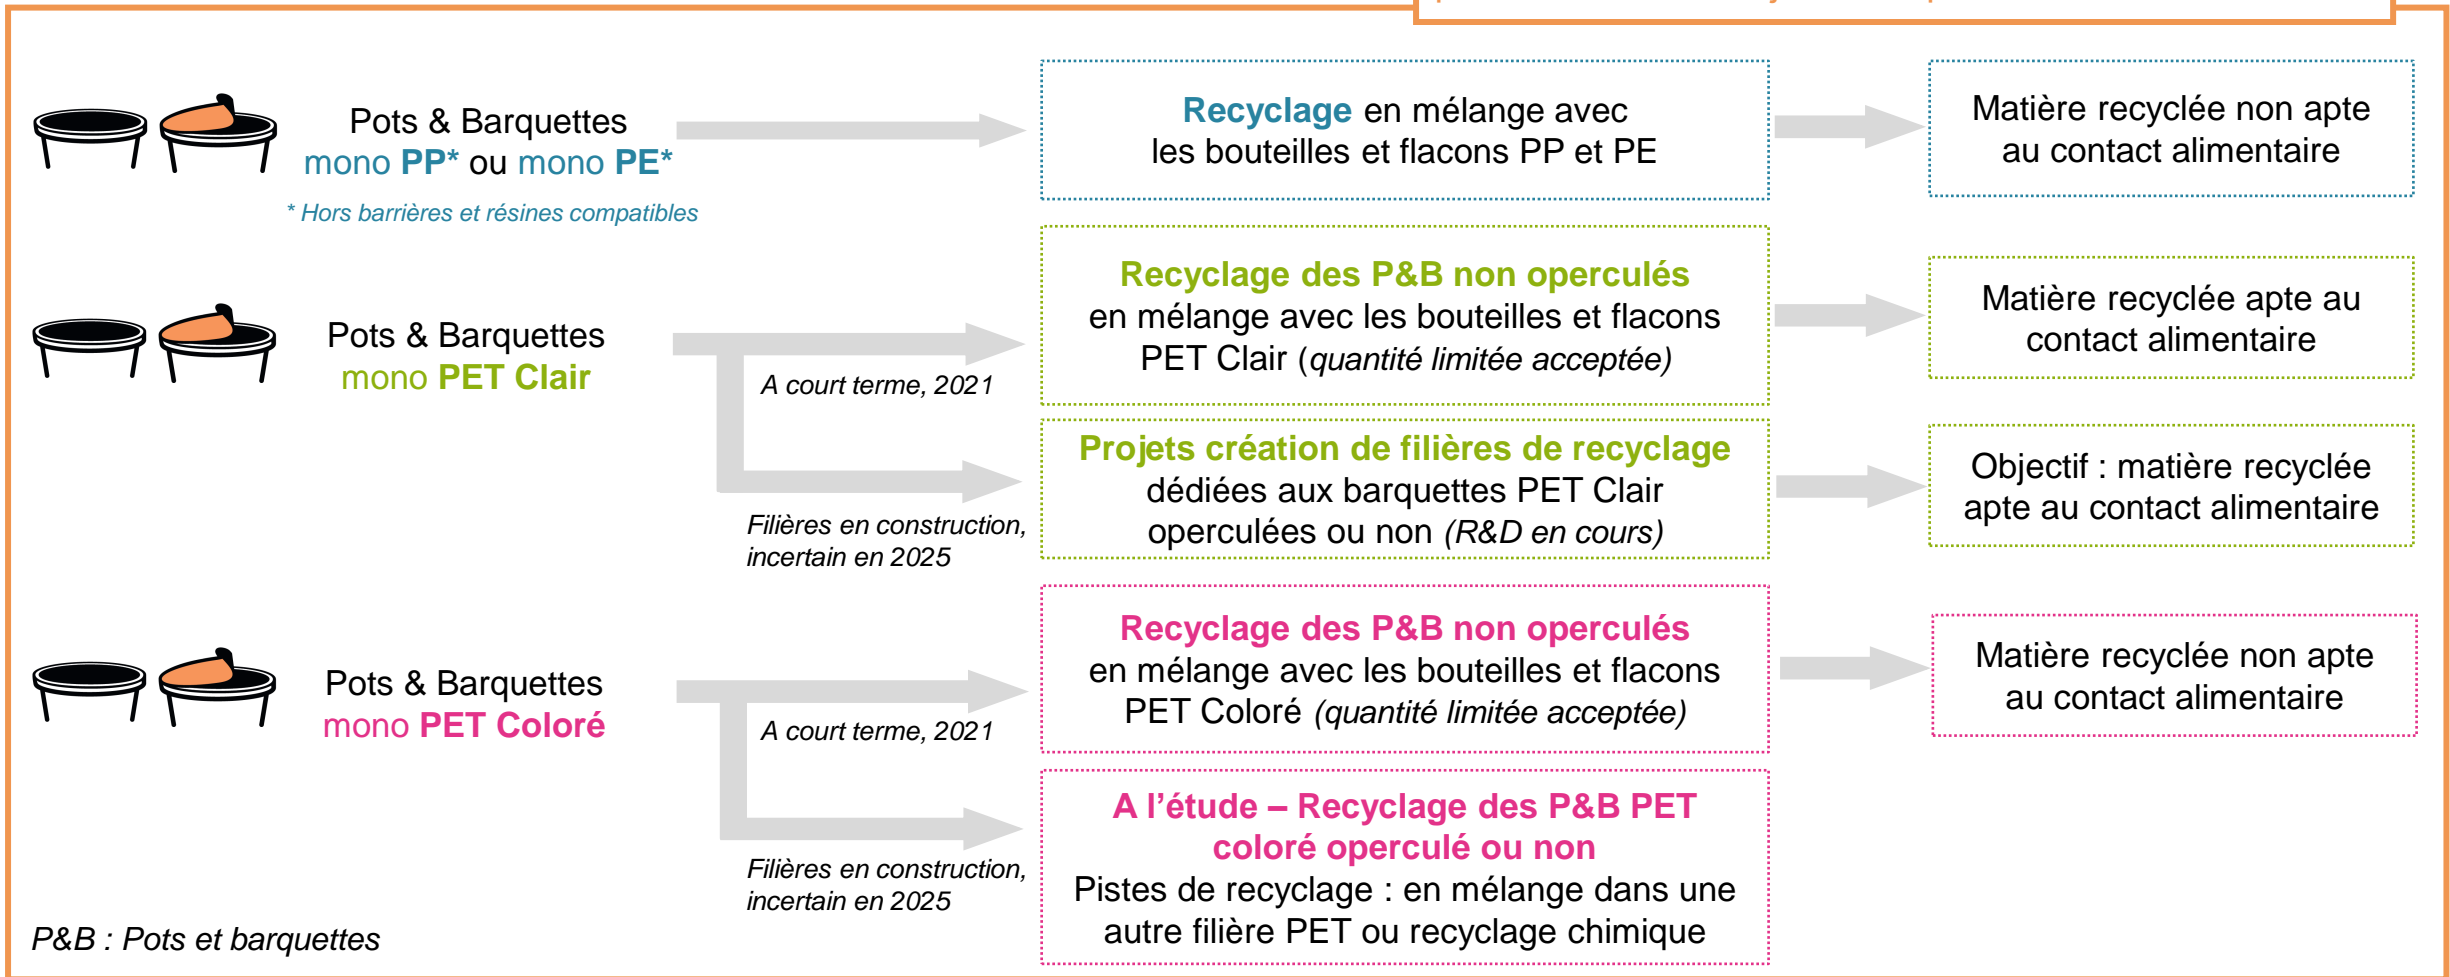 Pots & Barquettes
mono PP* ou mono PE*
* Hors barrières et résines compatibles
Recyclage en mélange avec
les bouteilles et flacons PP et PE
Matière recyclée non apte
au contact alimentaire
Pots & Barquettes
mono PET Clair
A court terme, 2021
Recyclage des P&B non operculés
en mélange avec les bouteilles et flacons
PET Clair (quantité limitée acceptée)
Matière recyclée apte au
contact alimentaire
Filières en construction,
incertain en 2025
Projets création de filières de recyclage
dédiées aux barquettes PET Clair
operculées ou non (R&D en cours)
Objectif : matière recyclée
apte au contact alimentaire
Pots & Barquettes
mono PET Coloré
A court terme, 2021
Recyclage des P&B non operculés
en mélange avec les bouteilles et flacons
PET Coloré (quantité limitée acceptée)
Matière recyclée non apte
au contact alimentaire
Filières en construction,
incertain en 2025
A l'étude – Recyclage des P&B PET
coloré operculé ou non
Pistes de recyclage : en mélange dans une
autre filière PET ou recyclage chimique
P&B : Pots et barquettes